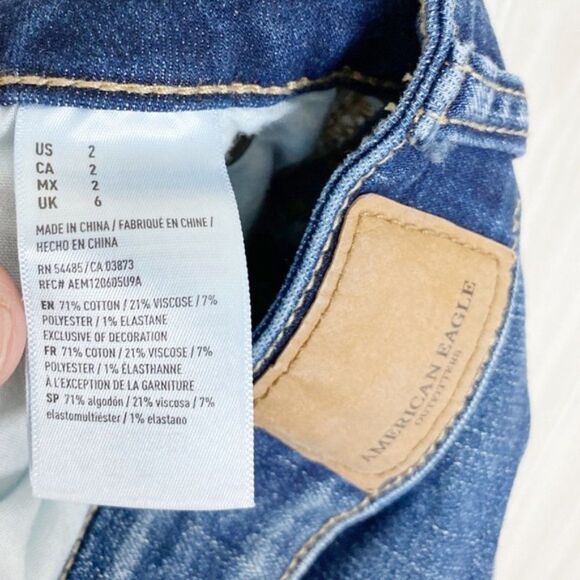 US 2
CA 2
MX 2
UK 6
MADE IN CHINA / FABRIQUÉ EN CHINE /
HECHO EN CHINA
RN 54485/CA 03873
RFC# AEM120605U9A
EN 71% COTTON / 21% VISCOSE / 7%
POLYESTER / 1% ELASTANE
EXCLUSIVE OF DECORATION
FR 71% COTON / 21% VISCOSE / 7%
POLYESTER / 1% ELASTHANNE
À L'EXCEPTION DE LA GARNITURE
SP 71% algodón / 21% viscosa / 7%
elastomultiéster / 1% elastano
AMERICAN EAGLE
OUTFITTERS